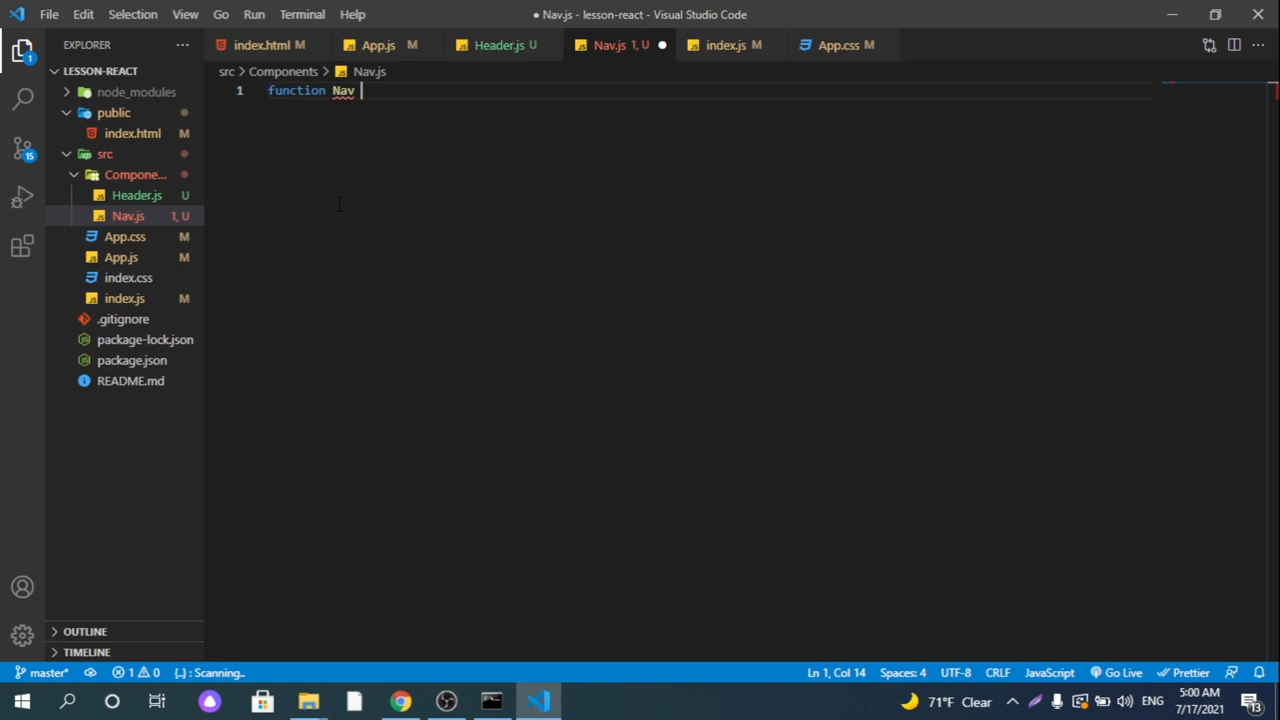 File Edit Selection View Go Run Terminal Help
● Nav.js - lesson-react - Visual Studio Code
EXPLORER
index.html M
App.js M
Header.js U
Nav.js 1, U
index.js M
App.css M
LESSON-REACT
src > Components > Nav.js
node_modules
1 function Nav
public
index.html M
src
Compone...
Header.js U
Nav.js 1, U
App.css M
App.js M
index.css
index.js M
.gitignore
package-lock.json
package.json
README.md
1
15
OUTLINE
TIMELINE
master* 1 0 {..} : Scanning.. Ln 1, Col 14 Spaces: 4 UTF-8 CRLF JavaScript Go Live Prettier
71°F Clear ENG
5:00 AM
7/17/2021
13